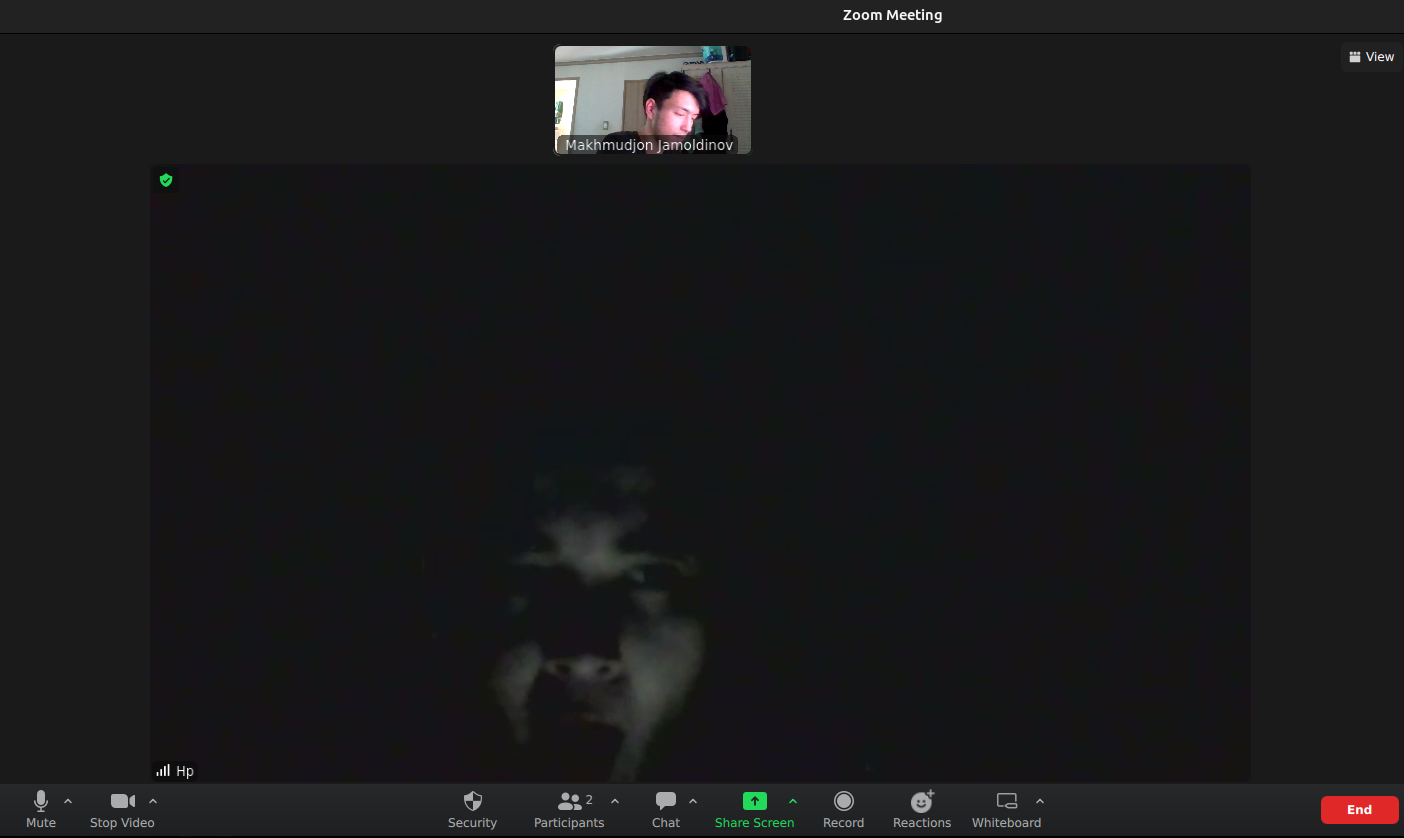 Zoom Meeting
View
Makhmudjon Jamoldinov
Hp
Mute
Stop Video
Security
Participants 2
Chat
Share Screen
Record
Reactions
Whiteboard
End